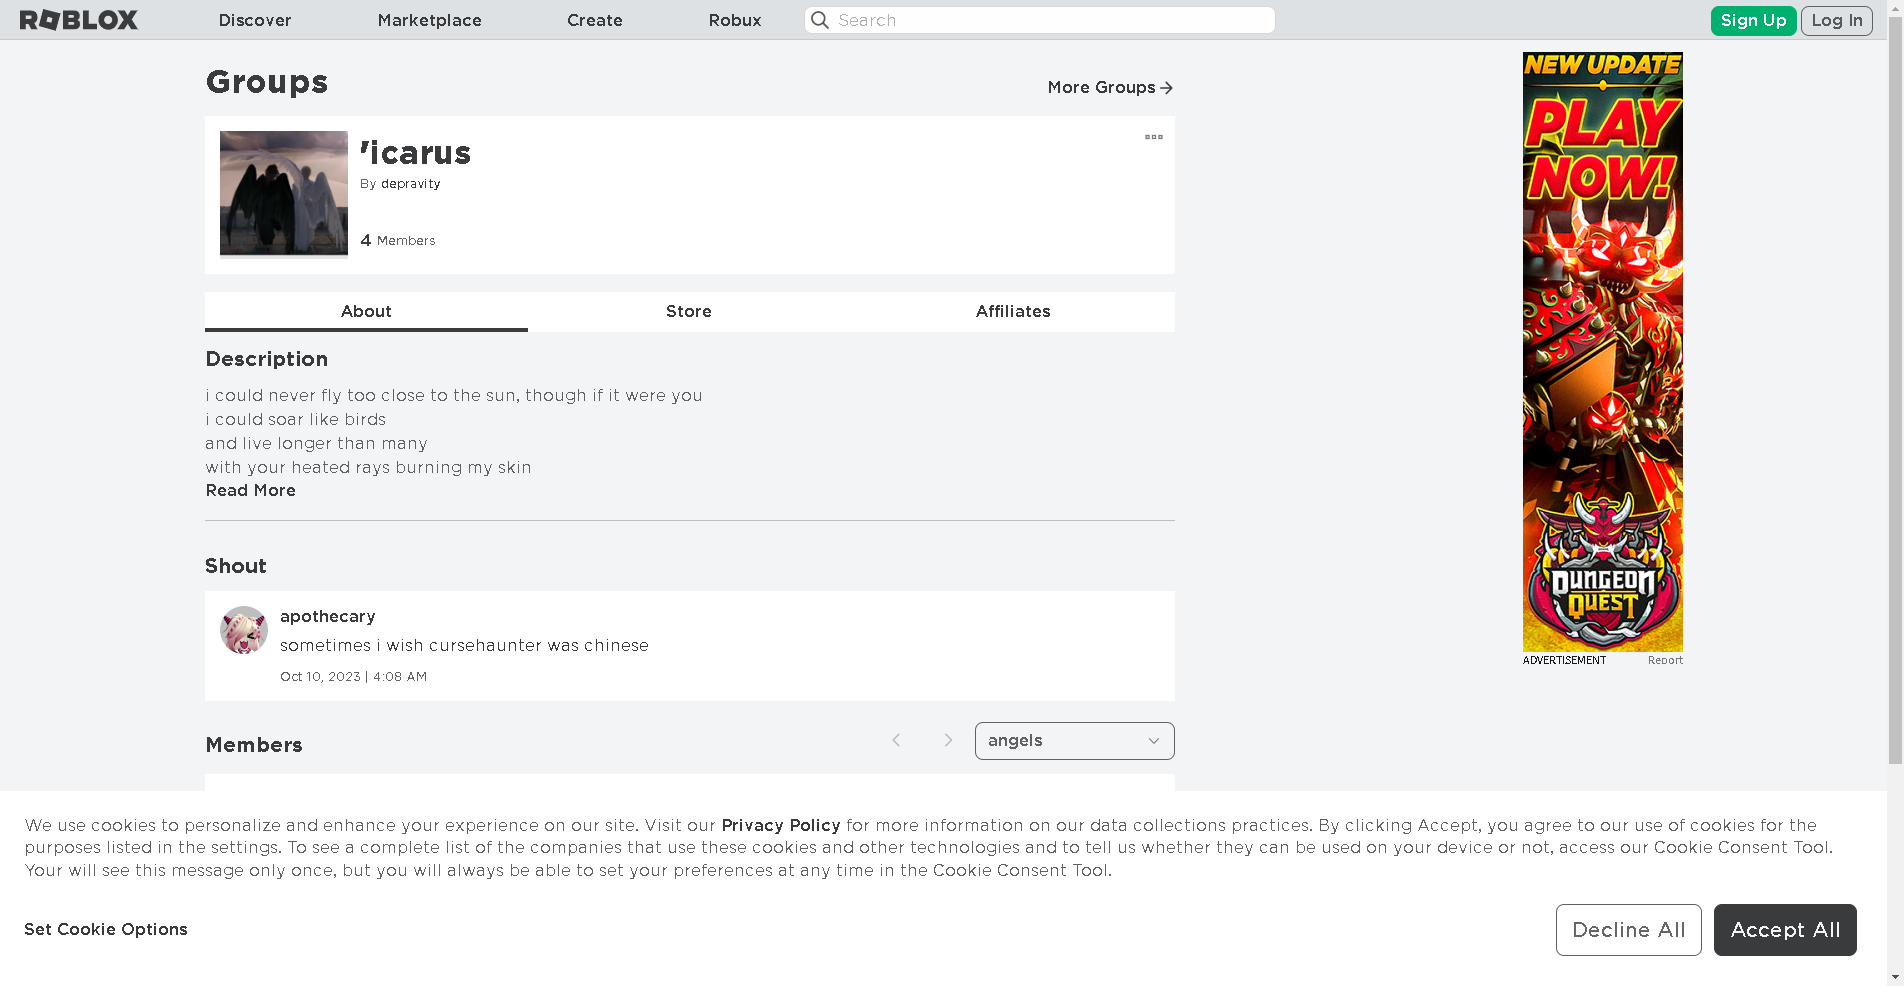 ROBLOX Discover Marketplace Create Robux Search Sign Up Log In
Groups
More Groups
'icarus
By depravity
4 Members
About Store Affiliates
Description
i could never fly too close to the sun, though if it were you
i could soar like birds
and live longer than many
with your heated rays burning my skin
Read More
Shout
apothecary
sometimes i wish cursehaunter was chinese
Oct 10, 2023 | 4:08 AM
Members
angels
NEW UPDATE
PLAY
NOW!
DUNGEON
QUEST
ADVERTISEMENT Report
We use cookies to personalize and enhance your experience on our site. Visit our Privacy Policy for more information on our data collections practices. By clicking Accept, you agree to our use of cookies for the
purposes listed in the settings. To see a complete list of the companies that use these cookies and other technologies and to tell us whether they can be used on your device or not, access our Cookie Consent Tool.
Your will see this message only once, but you will always be able to set your preferences at any time in the Cookie Consent Tool.
Set Cookie Options
Decline All
Accept All